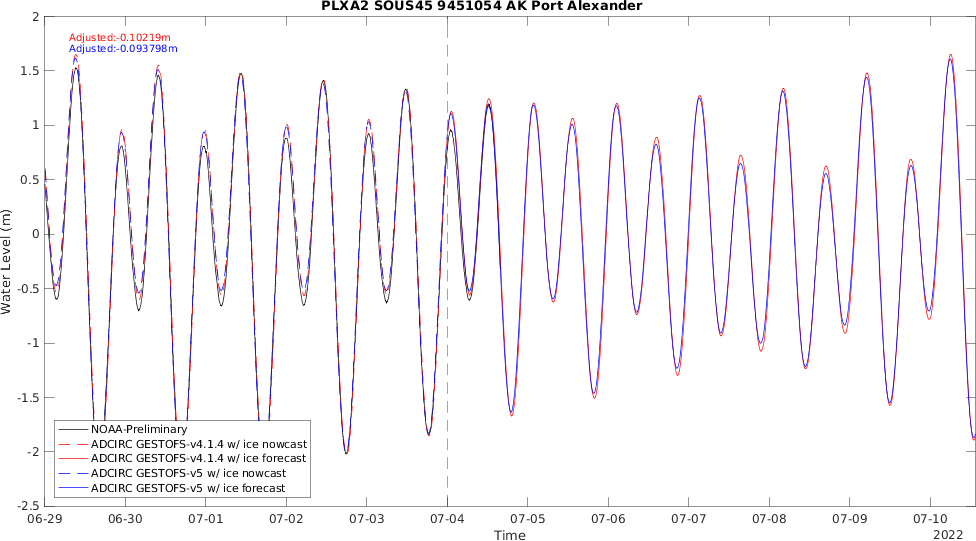 PLXA2 SOUS45 9451054 AK Port Alexander
Adjusted:-0.10219m
Adjusted:-0.093798m
2
1.5
1
0.5
0
-0.5
-1
-1.5
-2
-2.5
Water Level (m)
NOAA-Preliminary
ADCIRC GESTOFS-v4.1.4 w/ ice nowcast
ADCIRC GESTOFS-v4.1.4 w/ ice forecast
ADCIRC GESTOFS-v5 w/ ice nowcast
ADCIRC GESTOFS-v5 w/ ice forecast
06-29 06-30 07-01 07-02 07-03 07-04 07-05 07-06 07-07 07-08 07-09 07-10
Time
2022